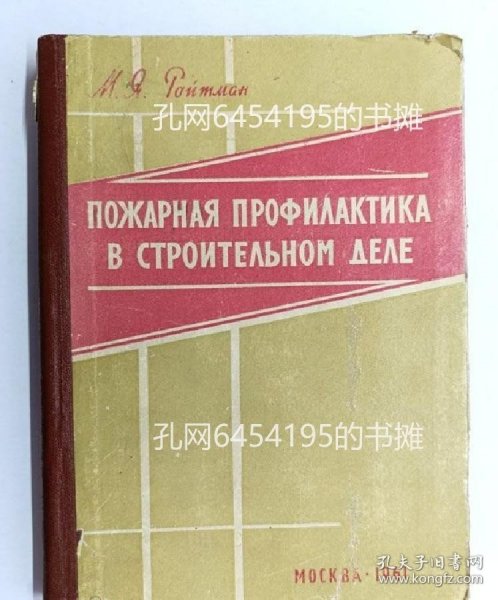 М. Я. Ройтман
孔网6454195的书摊
ПОЖАРНАЯ ПРОФИЛАКТИКА
В СТРОИТЕЛЬНОМ ДЕЛЕ
孔网6454195的书摊
МОСКВА · 1961
孔夫子旧书网
www.kongfz.com